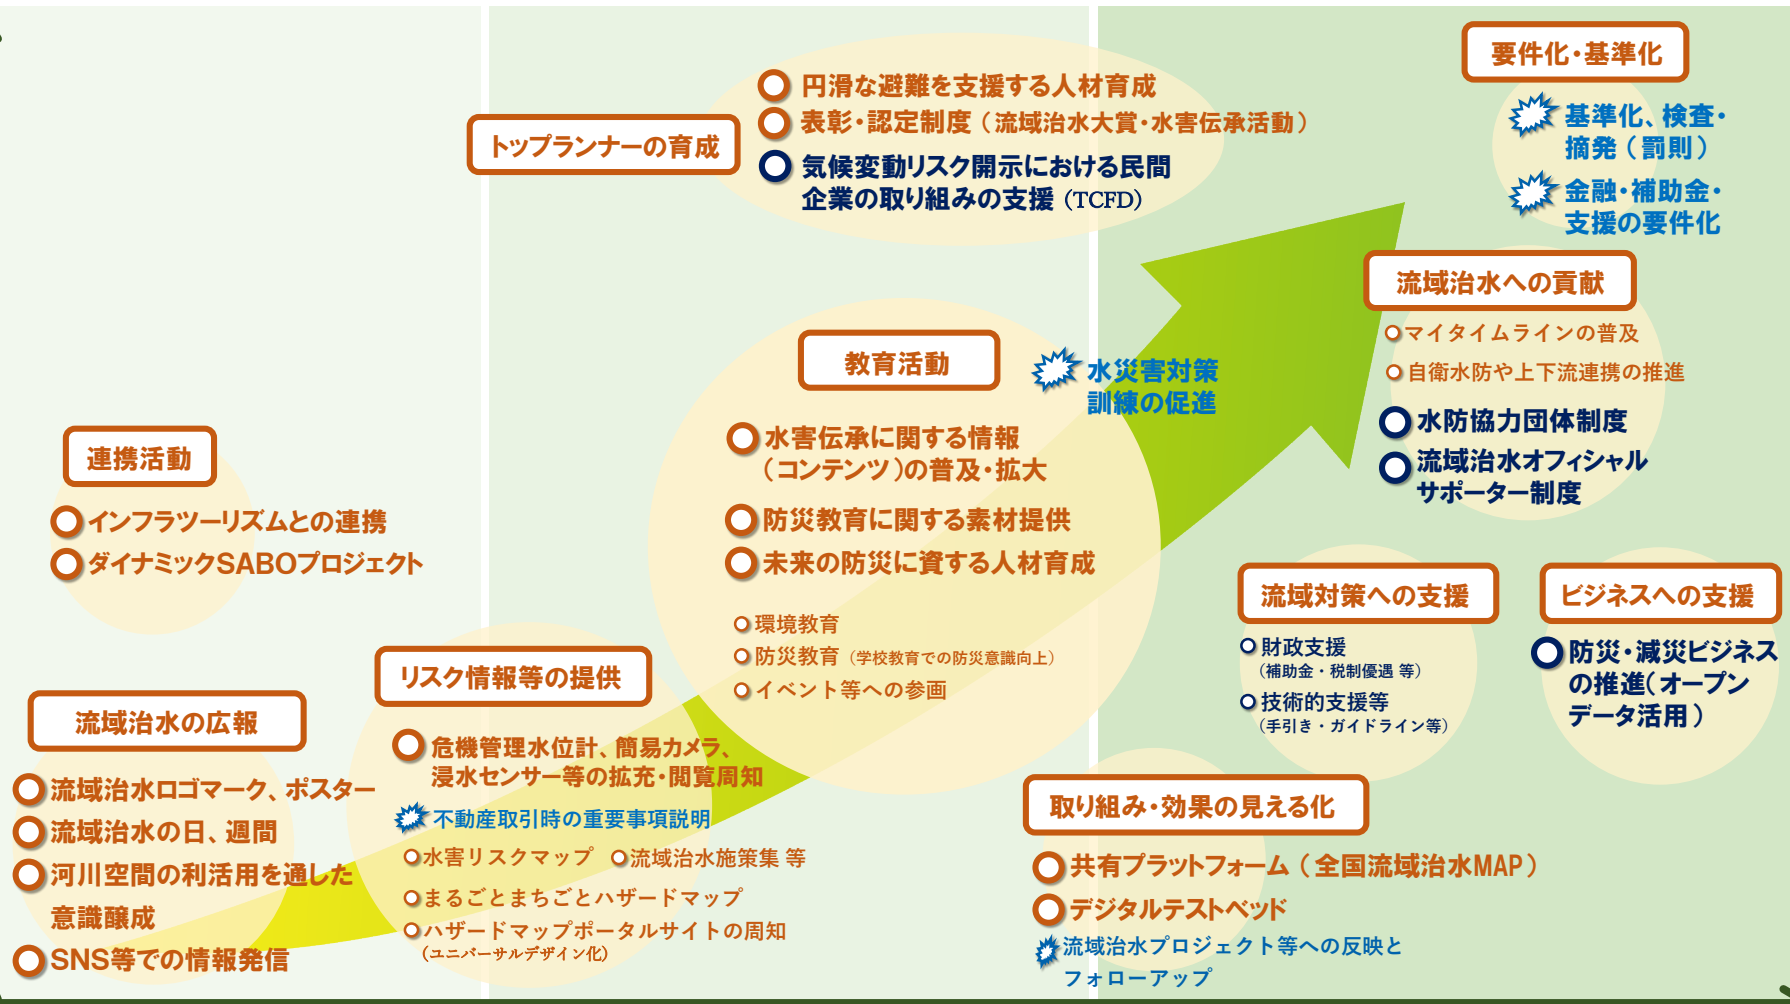 連携活動
インフラツーリズムとの連携
ダイナミックSABOプロジェクト
流域治水の広報
流域治水ロゴマーク、ポスター
流域治水の日、週間
河川空間の利活用を通した
意識醸成
SNS等での情報発信
トップランナーの育成
円滑な避難を支援する人材育成
表彰・認定制度（流域治水大賞・水害伝承活動）
気候変動リスク開示における民間
企業の取り組みの支援（TCFD）
教育活動
水害伝承に関する情報
（コンテンツ）の普及・拡大
防災教育に関する素材提供
未来の防災に資する人材育成
環境教育
防災教育（学校教育での防災意識向上）
イベント等への参画
水災害対策
訓練の促進
リスク情報等の提供
危機管理水位計、簡易カメラ、
浸水センサー等の拡充・閲覧周知
不動産取引時の重要事項説明
水害リスクマップ 流域治水施策集 等
まるごとまちごとハザードマップ
ハザードマップポータルサイトの周知
（ユニバーサルデザイン化）
要件化・基準化
基準化、検査・
摘発（罰則）
金融・補助金・
支援の要件化
流域治水への貢献
マイタイムラインの普及
自衛水防や上下流連携の推進
水防協力団体制度
流域治水オフィシャル
サポーター制度
流域対策への支援
財政支援
（補助金・税制優遇 等）
技術的支援等
（手引き・ガイドライン等）
ビジネスへの支援
防災・減災ビジネス
の推進（オープン
データ活用）
取り組み・効果の見える化
共有プラットフォーム（全国流域治水MAP）
デジタルテストベッド
流域治水プロジェクト等への反映と
フォローアップ